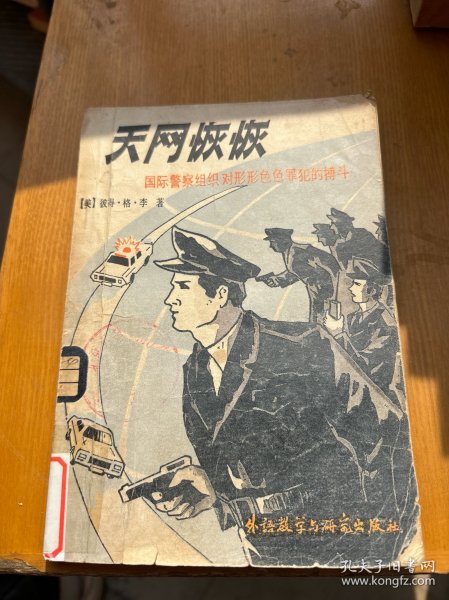 天网恢恢
国际警察组织对形形色色罪犯的搏斗
【美】彼得·格·李 著
外语教学与研究出版社
孔夫子旧书网
www.kongfz.com